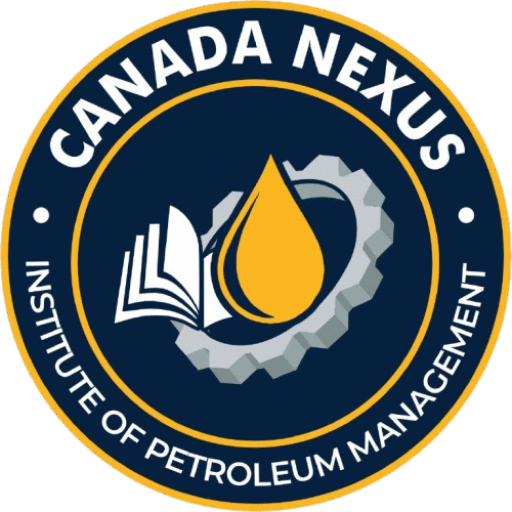 CANADA NEXUS
INSTITUTE OF PETROLEUM MANAGEMENT